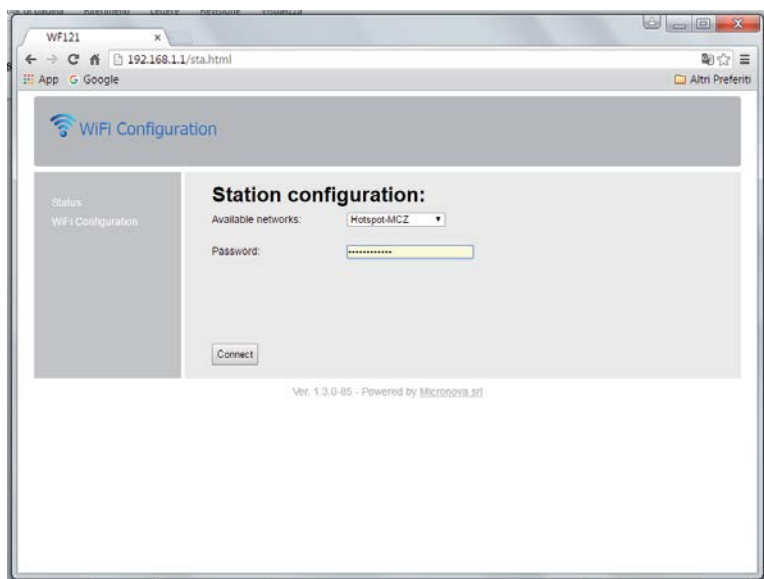 WF121
192.168.1.1/sta.html
App Google
Altri Preferiti
WiFi Configuration
Status
WiFi Configuration
Station configuration:
Available networks: Hotspot-MCZ
Password: ••••••••••••
Connect
Ver. 1.3.0-85 - Powered by Micronova srl